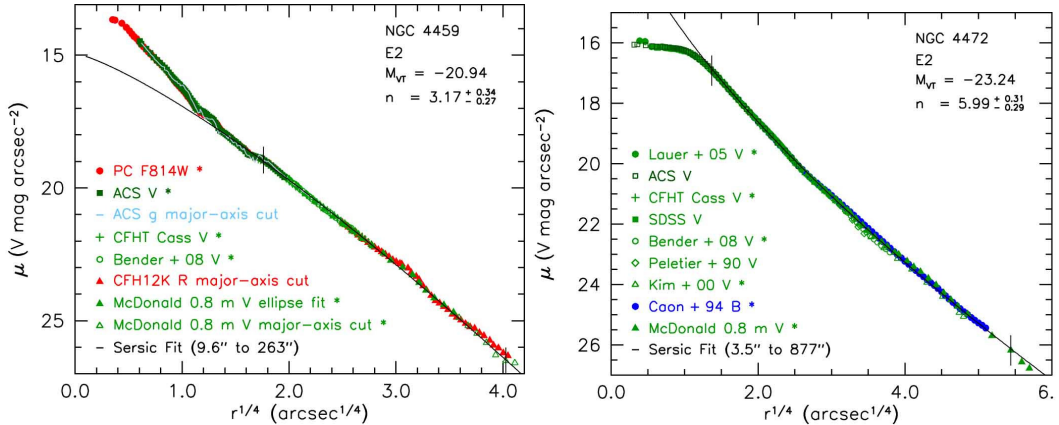 NGC 4459
E2
M_VT = −20.94
n = 3.17 + 0.34 − 0.27
PC F814W *
ACS V *
ACS g major−axis cut
CFHT Cass V *
Bender + 08 V *
CFH12K R major−axis cut
McDonald 0.8 m V ellipse fit *
McDonald 0.8 m V major−axis cut *
Sersic Fit (9.6" to 263")
15
20
25
μ (V mag arcsec⁻²)
0.0 1.0 2.0 3.0 4.0
r^1/4 (arcsec^1/4)
NGC 4472
E2
M_VT = −23.24
n = 5.99 + 0.31 − 0.29
Lauer + 05 V *
ACS V
CFHT Cass V *
SDSS V
Bender + 08 V *
Peletier + 90 V
Kim + 00 V *
Caon + 94 B *
McDonald 0.8 m V *
Sersic Fit (3.5" to 877")
16
18
20
22
24
26
μ (V mag arcsec⁻²)
0.0 2.0 4.0 6.
r^1/4 (arcsec^1/4)